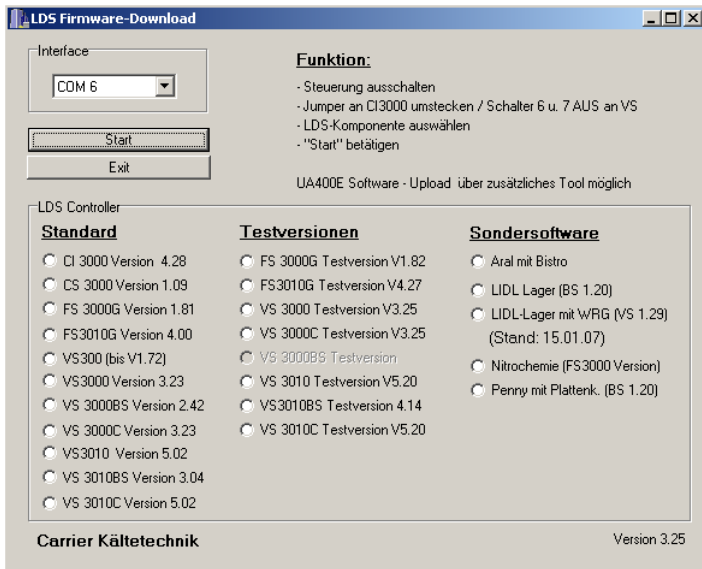 LDS Firmware-Download
Interface
COM 6
Start
Exit
Funktion:
- Steuerung ausschalten
- Jumper an CI3000 umstecken / Schalter 6 u. 7 AUS an VS
- LDS-Komponente auswählen
- "Start" betätigen
UA400E Software - Upload über zusätzliches Tool möglich
LDS Controller
Standard
CI 3000 Version 4.28
CS 3000 Version 1.09
FS 3000G Version 1.81
FS3010G Version 4.00
VS300 (bis V1.72)
VS3000 Version 3.23
VS 3000BS Version 2.42
VS 3000C Version 3.23
VS3010 Version 5.02
VS 3010BS Version 3.04
VS 3010C Version 5.02
Testversionen
FS 3000G Testversion V1.82
FS3010G Testversion V4.27
VS 3000 Testversion V3.25
VS 3000C Testversion V3.25
VS 3000BS Testversion
VS 3010 Testversion V5.20
VS3010BS Testversion 4.14
VS 3010C Testversion V5.20
Sondersoftware
Aral mit Bistro
LIDL Lager (BS 1.20)
LIDL-Lager mit WRG (VS 1.29)
(Stand: 15.01.07)
Nitrochemie (FS3000 Version)
Penny mit Plattenk. (BS 1.20)
Carrier Kältetechnik
Version 3.25